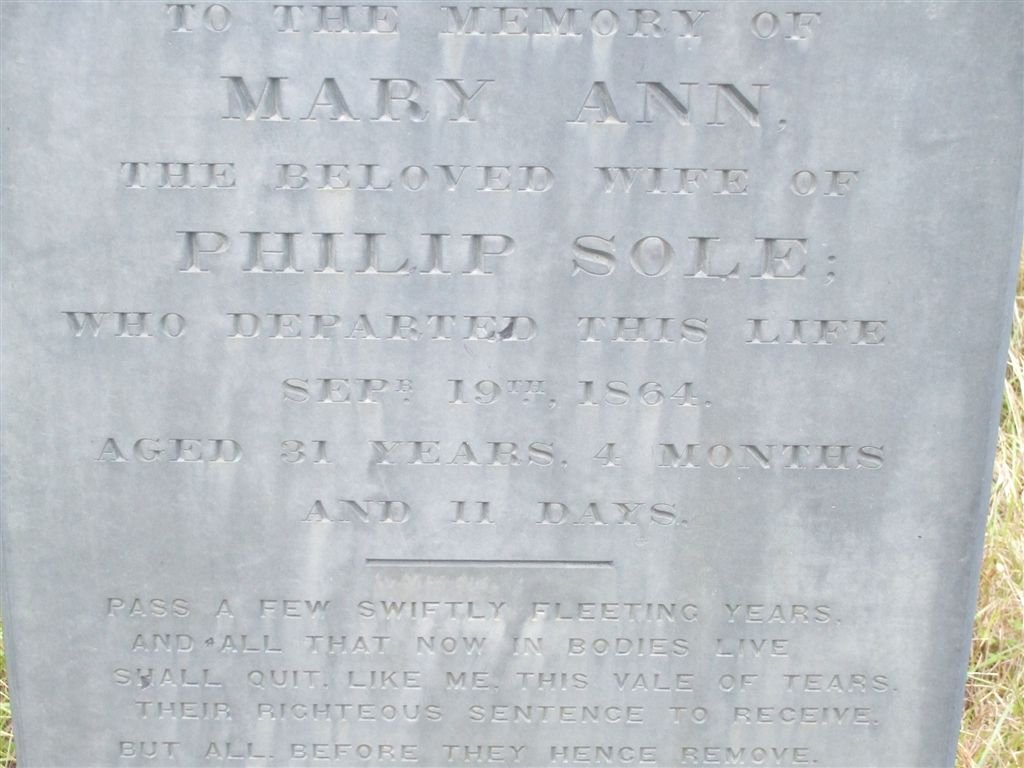 TO THE MEMORY OF
MARY ANN,
THE BELOVED WIFE OF
PHILIP SOLE;
WHO DEPARTED THIS LIFE
SEPR. 19TH, 1864.
AGED 31 YEARS, 4 MONTHS
AND 11 DAYS.
PASS A FEW SWIFTLY FLEETING YEARS,
AND ALL THAT NOW IN BODIES LIVE
SHALL QUIT, LIKE ME, THIS VALE OF TEARS,
THEIR RIGHTEOUS SENTENCE TO RECEIVE,
BUT ALL, BEFORE THEY HENCE REMOVE,